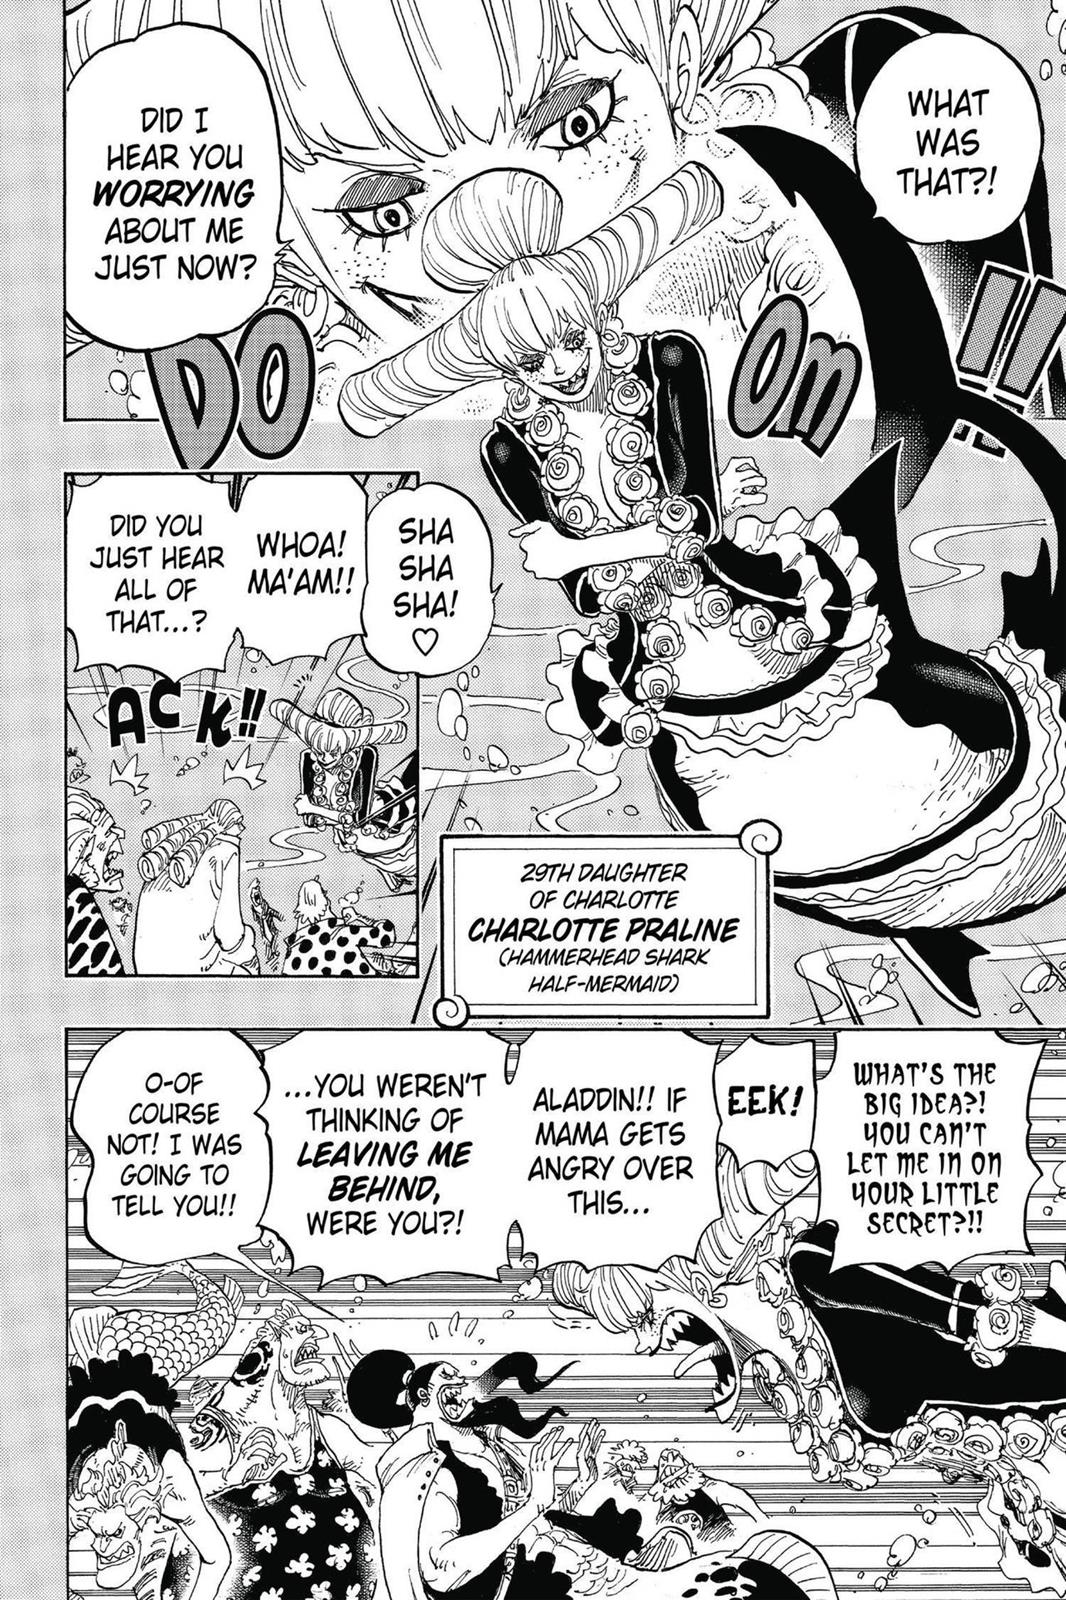 WHAT
WAS
THAT?!
DID I
HEAR YOU
WORRYING
ABOUT ME
JUST NOW?
DOOM!!
SHA
SHA
SHA!
♡
WHOA!
MA'AM!!
DID YOU
JUST HEAR
ALL OF
THAT...?
ACK!!
29TH DAUGHTER
OF CHARLOTTE
CHARLOTTE PRALINE
(HAMMERHEAD SHARK
HALF-MERMAID)
WHAT'S THE
BIG IDEA?!
YOU CAN'T
LET ME IN ON
YOUR LITTLE
SECRET?!!
EEK!
ALADDIN!! IF
MAMA GETS
ANGRY OVER
THIS...
...YOU WEREN'T
THINKING OF
LEAVING ME
BEHIND,
WERE YOU?!
O-OF
COURSE
NOT! I WAS
GOING TO
TELL YOU!!